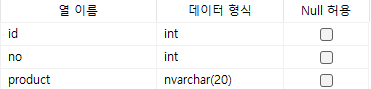 열 이름 데이터 형식 Null 허용
id int
no int
product nvarchar(20)